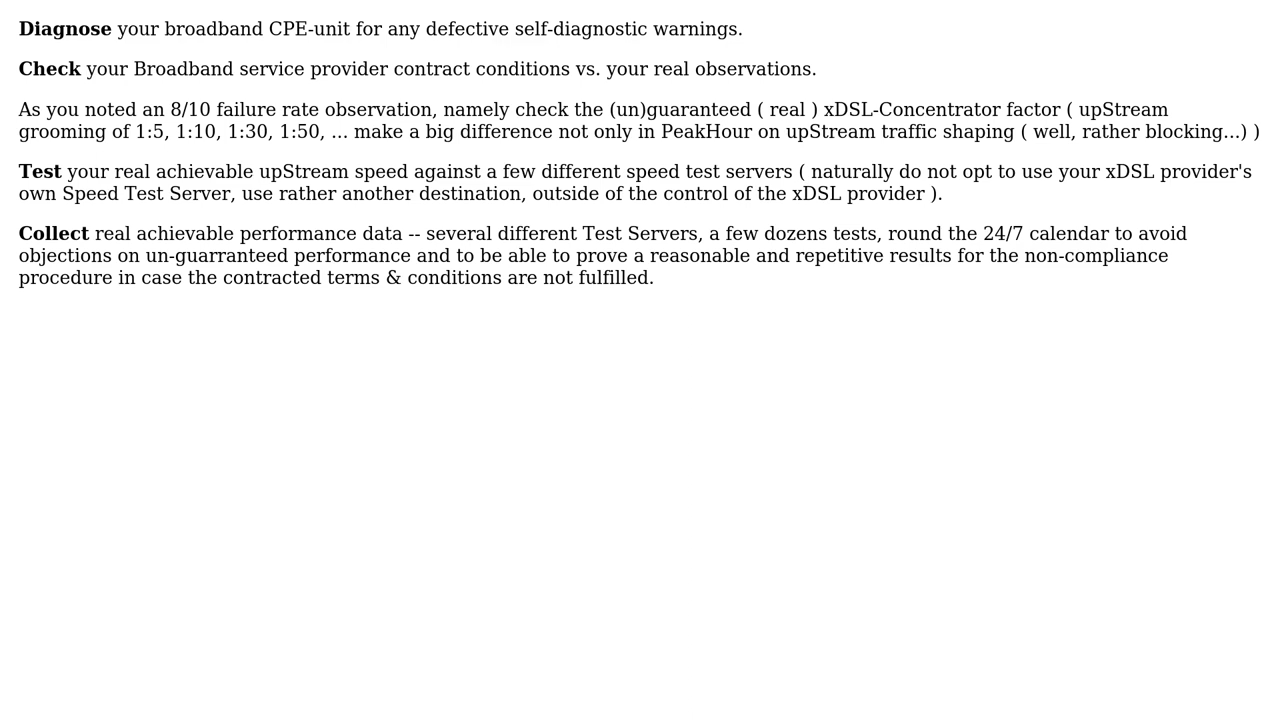 Diagnose your broadband CPE-unit for any defective self-diagnostic warnings.
Check your Broadband service provider contract conditions vs. your real observations.
As you noted an 8/10 failure rate observation, namely check the (un)guaranteed ( real ) xDSL-Concentrator factor ( upStream
grooming of 1:5, 1:10, 1:30, 1:50, ... make a big difference not only in PeakHour on upStream traffic shaping ( well, rather blocking...) )
Test your real achievable upStream speed against a few different speed test servers ( naturally do not opt to use your xDSL provider's
own Speed Test Server, use rather another destination, outside of the control of the xDSL provider ).
Collect real achievable performance data -- several different Test Servers, a few dozens tests, round the 24/7 calendar to avoid
objections on un-guarranteed performance and to be able to prove a reasonable and repetitive results for the non-compliance
procedure in case the contracted terms & conditions are not fulfilled.